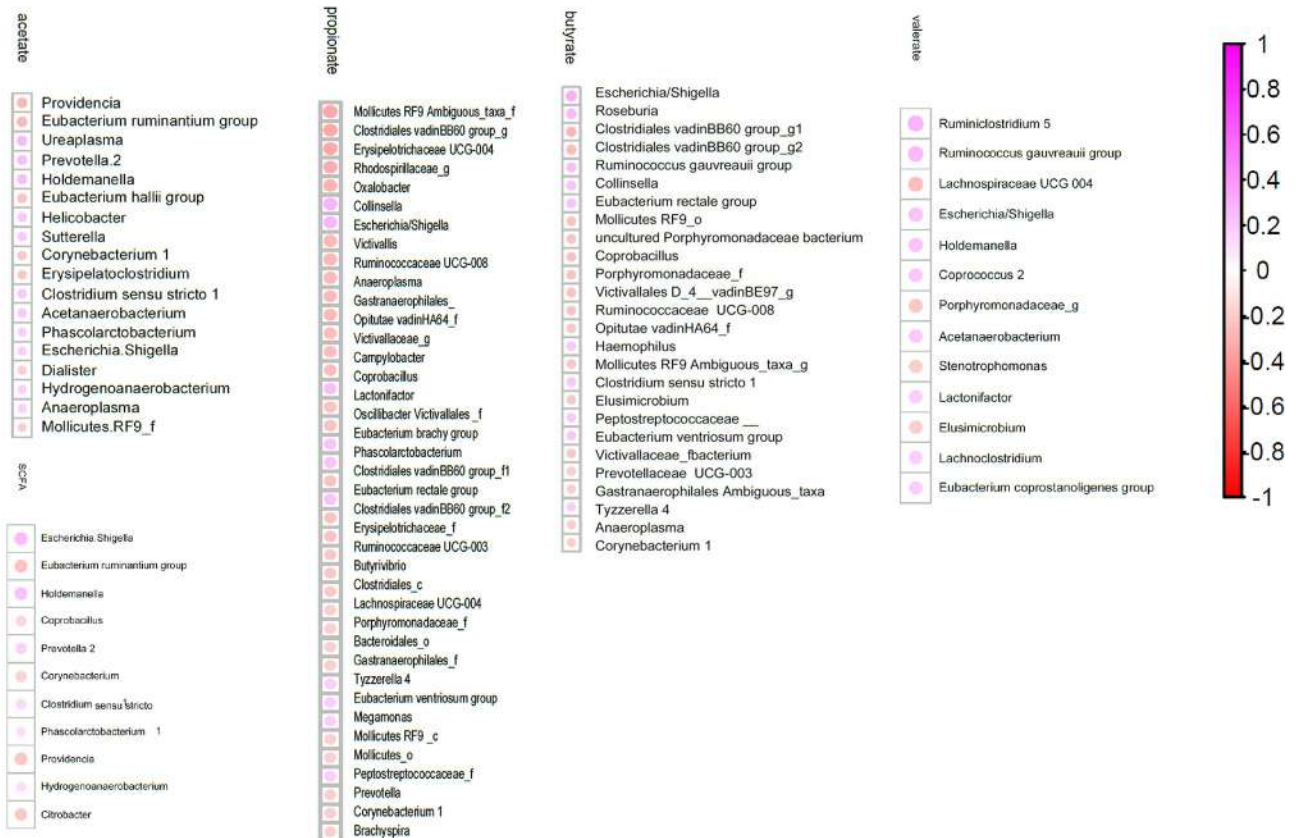 acetate
Providencia
Eubacterium ruminantium group
Ureaplasma
Prevotella.2
Holdemanella
Eubacterium hallii group
Helicobacter
Sutterella
Corynebacterium 1
Erysipelatoclostridium
Clostridium sensu stricto 1
Acetanaerobacterium
Phascolarctobacterium
Escherichia.Shigella
Dialister
Hydrogenoanaerobacterium
Anaeroplasma
Mollicutes.RF9_f
SCFA
Escherichia.Shigella
Eubacterium ruminantium group
Holdemanella
Coprobacillus
Prevotella 2
Corynebacterium
Clostridium sensu stricto 1
Phascolarctobacterium 1
Providencia
Hydrogenoanaerobacterium
Citrobacter
propionate
Mollicutes RF9 Ambiguous_taxa_f
Clostridiales vadinBB60 group_g
Erysipelotrichaceae UCG-004
Rhodospirillaceae_g
Oxalobacter
Collinsella
Escherichia/Shigella
Victivallis
Ruminococcaceae UCG-008
Anaeroplasma
Gastranaerophilales_
Opitutae vadinHA64_f
Victivallaceae_g
Campylobacter
Coprobacillus
Lactonifactor
Oscillibacter Victivallales _f
Eubacterium brachy group
Phascolarctobacterium
Clostridiales vadinBB60 group_f1
Eubacterium rectale group
Clostridiales vadinBB60 group_f2
Erysipelotrichaceae_f
Ruminococcaceae UCG-003
Butyrivibrio
Clostridiales_c
Lachnospiraceae UCG-004
Porphyromonadaceae_f
Bacteroidales_o
Gastranaerophilales_f
Tyzzerella 4
Eubacterium ventriosum group
Megamonas
Mollicutes RF9 _c
Mollicutes_o
Peptostreptococcaceae_f
Prevotella
Corynebacterium 1
Brachyspira
butyrate
Escherichia/Shigella
Roseburia
Clostridiales vadinBB60 group_g1
Clostridiales vadinBB60 group_g2
Ruminococcus gauvreauii group
Collinsella
Eubacterium rectale group
Mollicutes RF9_o
uncultured Porphyromonadaceae bacterium
Coprobacillus
Porphyromonadaceae_f
Victivallales D_4__vadinBE97_g
Ruminococcaceae UCG-008
Opitutae vadinHA64_f
Haemophilus
Mollicutes RF9 Ambiguous_taxa_g
Clostridium sensu stricto 1
Elusimicrobium
Peptostreptococcaceae __
Eubacterium ventriosum group
Victivallaceae_fbacterium
Prevotellaceae UCG-003
Gastranaerophilales Ambiguous_taxa
Tyzzerella 4
Anaeroplasma
Corynebacterium 1
valerate
Ruminiclostridium 5
Ruminococcus gauvreauii group
Lachnospiraceae UCG 004
Escherichia/Shigella
Holdemanella
Coprococcus 2
Porphyromonadaceae_g
Acetanaerobacterium
Stenotrophomonas
Lactonifactor
Elusimicrobium
Lachnoclostridium
Eubacterium coprostanoligenes group
1
0.8
0.6
0.4
0.2
0
-0.2
-0.4
-0.6
-0.8
-1